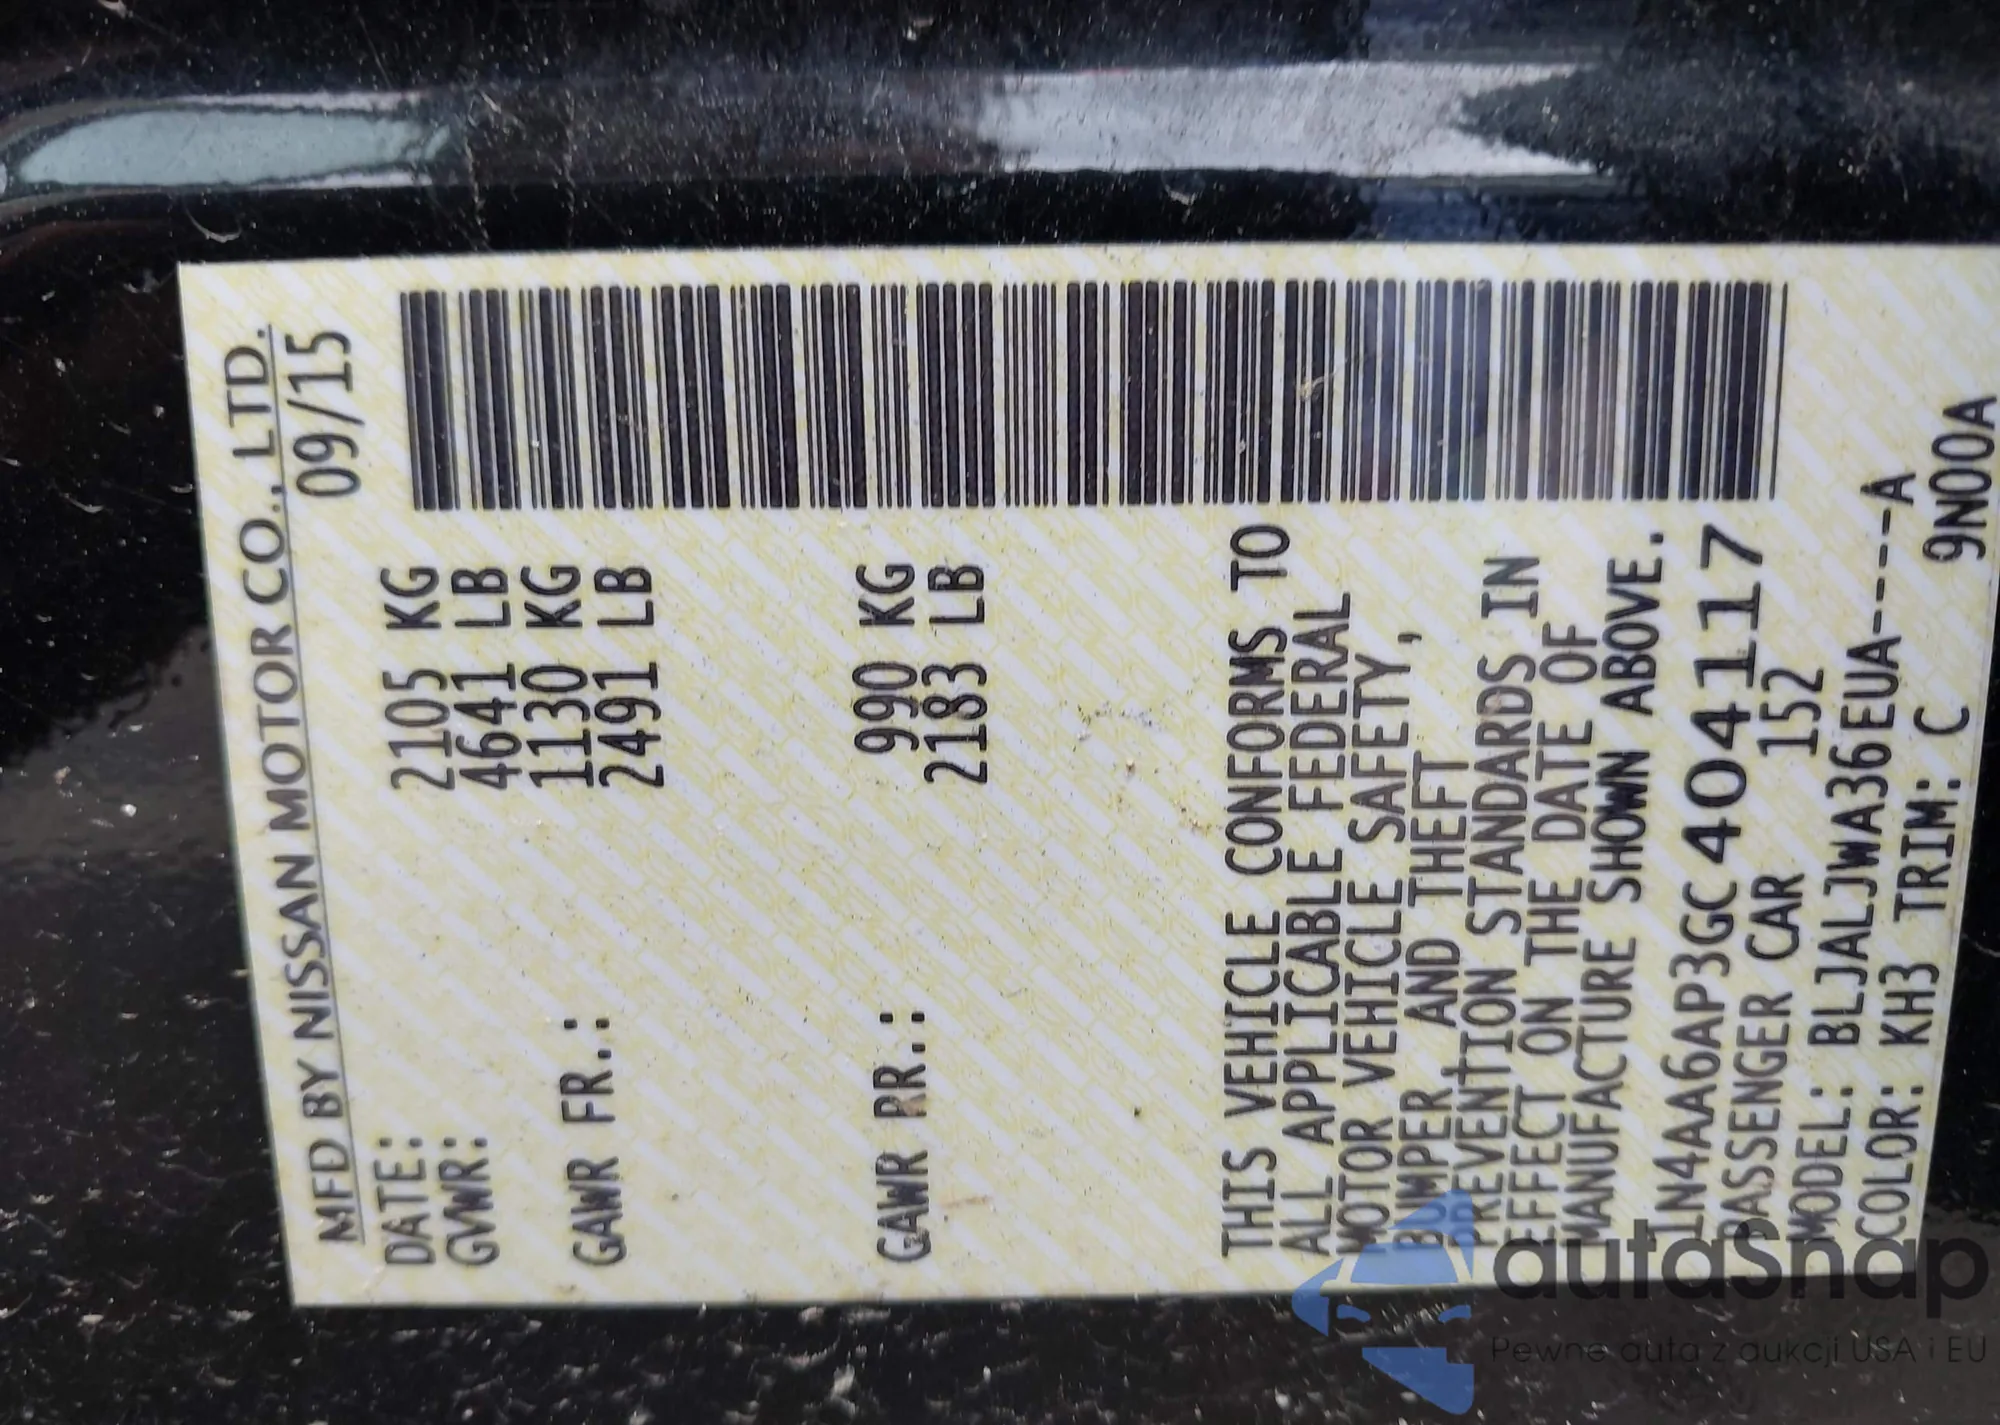 MFD BY NISSAN MOTOR CO., LTD.
DATE: 09/15
GVWR: 2105 KG
4641 LB
GAWR FR.: 1130 KG
2491 LB
GAWR RR.: 990 KG
2183 LB
THIS VEHICLE CONFORMS TO
ALL APPLICABLE FEDERAL
MOTOR VEHICLE SAFETY,
BUMPER AND THEFT
PREVENTION STANDARDS IN
EFFECT ON THE DATE OF
MANUFACTURE SHOWN ABOVE.
1N4AA6AP3GC404117
PASSENGER CAR 152
MODEL: BLJALJWA36EUA----A
COLOR: KH3 TRIM: C 9N00A
autaSnap
Pewne auta z aukcji USA i EU